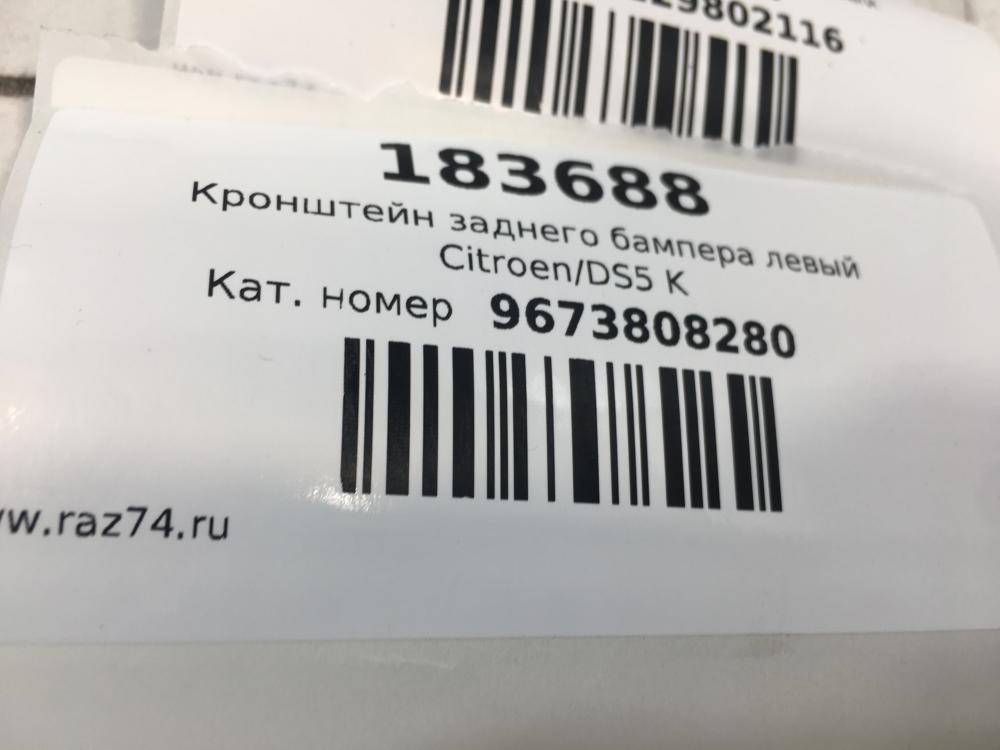 29802116
183688
Кронштейн заднего бампера левый
Citroen/DS5 K
Кат. номер 9673808280
w.raz74.ru